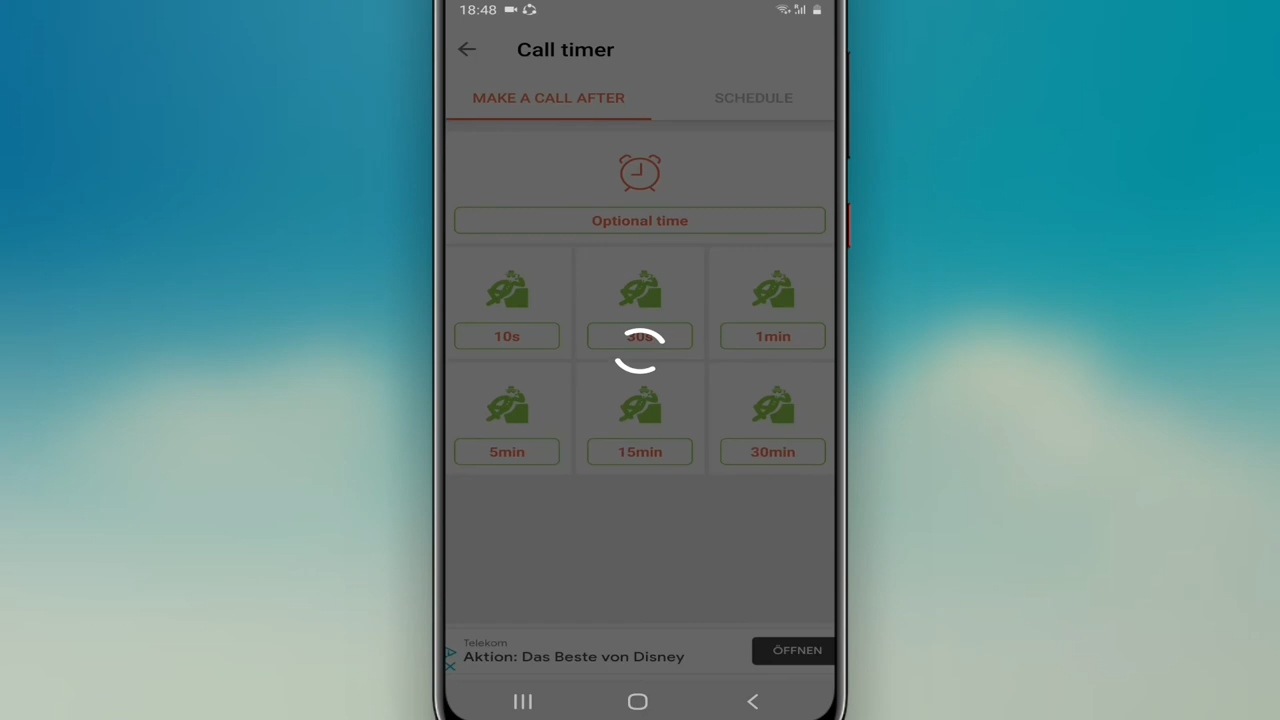 18:48
Call timer
MAKE A CALL AFTER
SCHEDULE
Optional time
10s
30s
1min
5min
15min
30min
Telekom
Aktion: Das Beste von Disney
ÖFFNEN